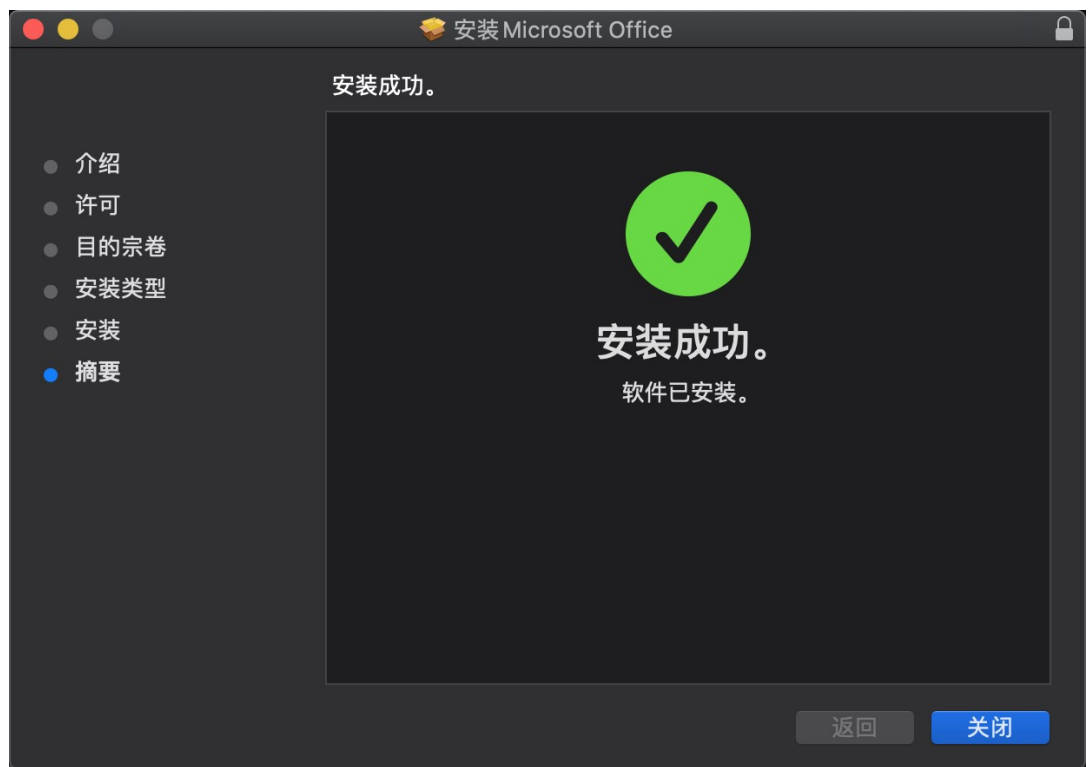 安装Microsoft Office
安装成功。
介绍
许可
目的宗卷
安装类型
安装
摘要
安装成功。
软件已安装。
返回
关闭